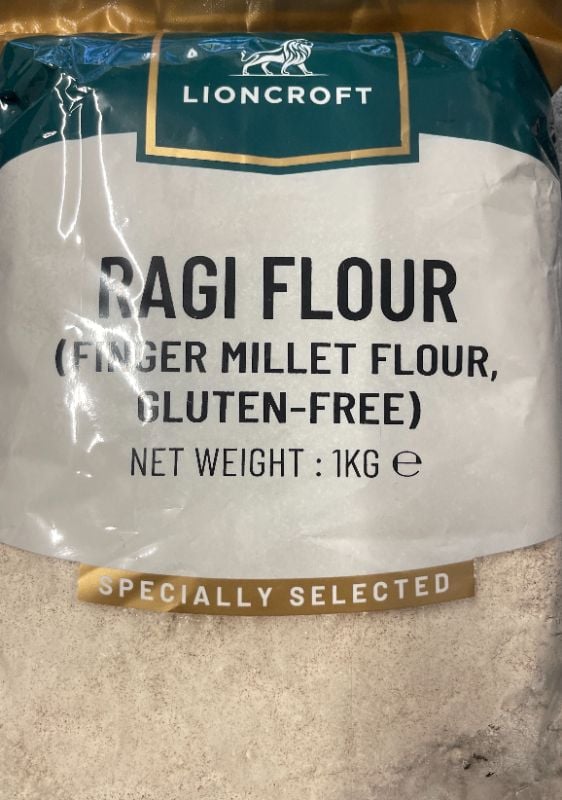 LIONCROFT
RAGI FLOUR
(FINGER MILLET FLOUR,
GLUTEN-FREE)
NET WEIGHT : 1KG ℮
SPECIALLY SELECTED